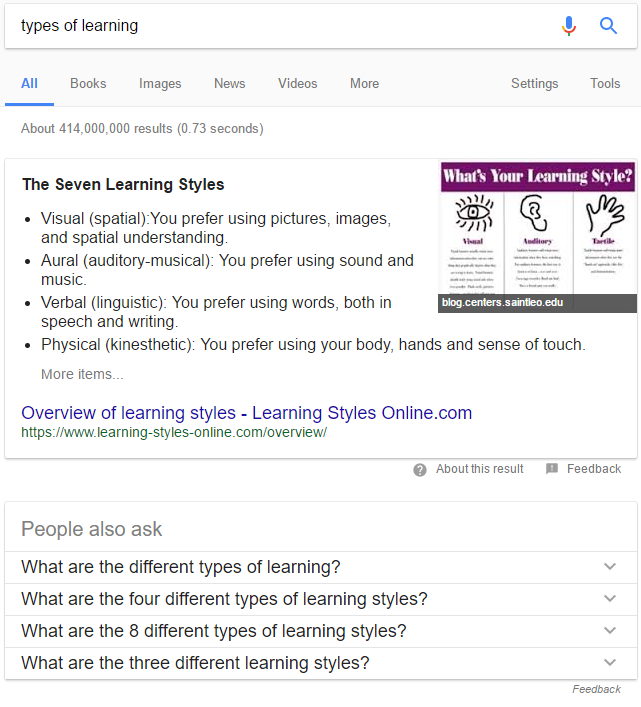 types of learning
All Books Images News Videos More Settings Tools
About 414,000,000 results (0.73 seconds)
The Seven Learning Styles
• Visual (spatial):You prefer using pictures, images,
and spatial understanding.
• Aural (auditory-musical): You prefer using sound and
music.
• Verbal (linguistic): You prefer using words, both in
speech and writing.
• Physical (kinesthetic): You prefer using your body, hands and sense of touch.
More items...
What's Your Learning Style?
Visual Auditory Tactile
blog.centers.saintleo.edu
Overview of learning styles - Learning Styles Online.com
https://www.learning-styles-online.com/overview/
About this result Feedback
People also ask
What are the different types of learning?
What are the four different types of learning styles?
What are the 8 different types of learning styles?
What are the three different learning styles?
Feedback